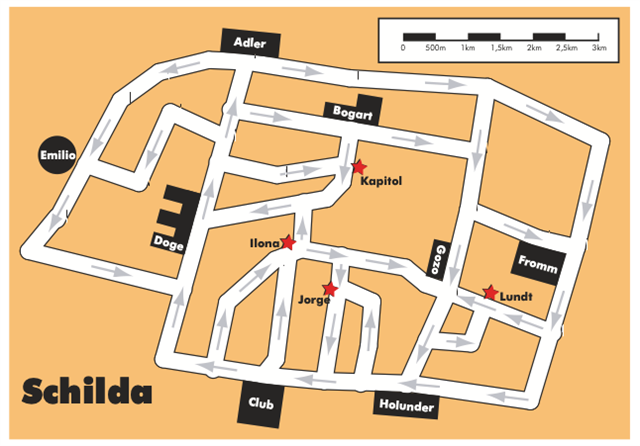 Adler
0 500m 1km 1,5km 2km 2,5km 3km
Bogart
Emilio
Kapitol
Doge
Ilona
Gozo
Fromm
Jorge
Lundt
Schilda
Club
Holunder